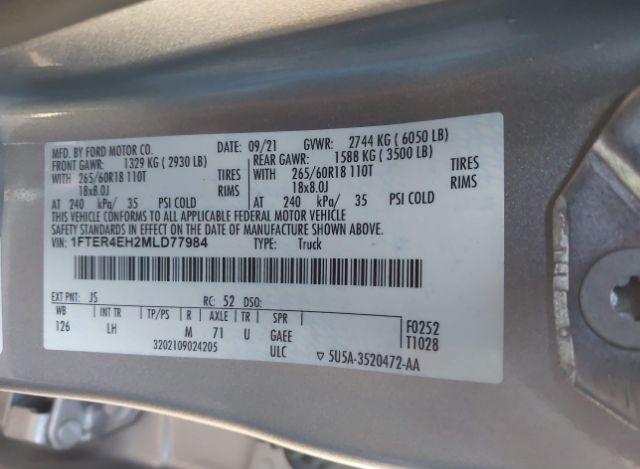 MFD. BY FORD MOTOR CO. DATE: 09/21 GVWR: 2744 KG ( 6050 LB)
FRONT GAWR: 1329 KG ( 2930 LB) REAR GAWR: 1588 KG ( 3500 LB)
WITH 265/60R18 110T TIRES WITH 265/60R18 110T TIRES
18x8.0J RIMS 18x8.0J RIMS
AT 240 kPa/ 35 PSI COLD AT 240 kPa/ 35 PSI COLD
THIS VEHICLE CONFORMS TO ALL APPLICABLE FEDERAL MOTOR VEHICLE
SAFETY STANDARDS IN EFFECT ON THE DATE OF MANUFACTURE SHOWN ABOVE.
VIN: 1FTER4EH2MLD77984 TYPE: Truck
EXT PNT: JS RC: 52 DSO:
WB INT TR TP/PS R AXLE TR SPR F0252
126 LH M 71 U GAEE T1028
3202109024205 ULC ▽ 5U5A-3520472-AA